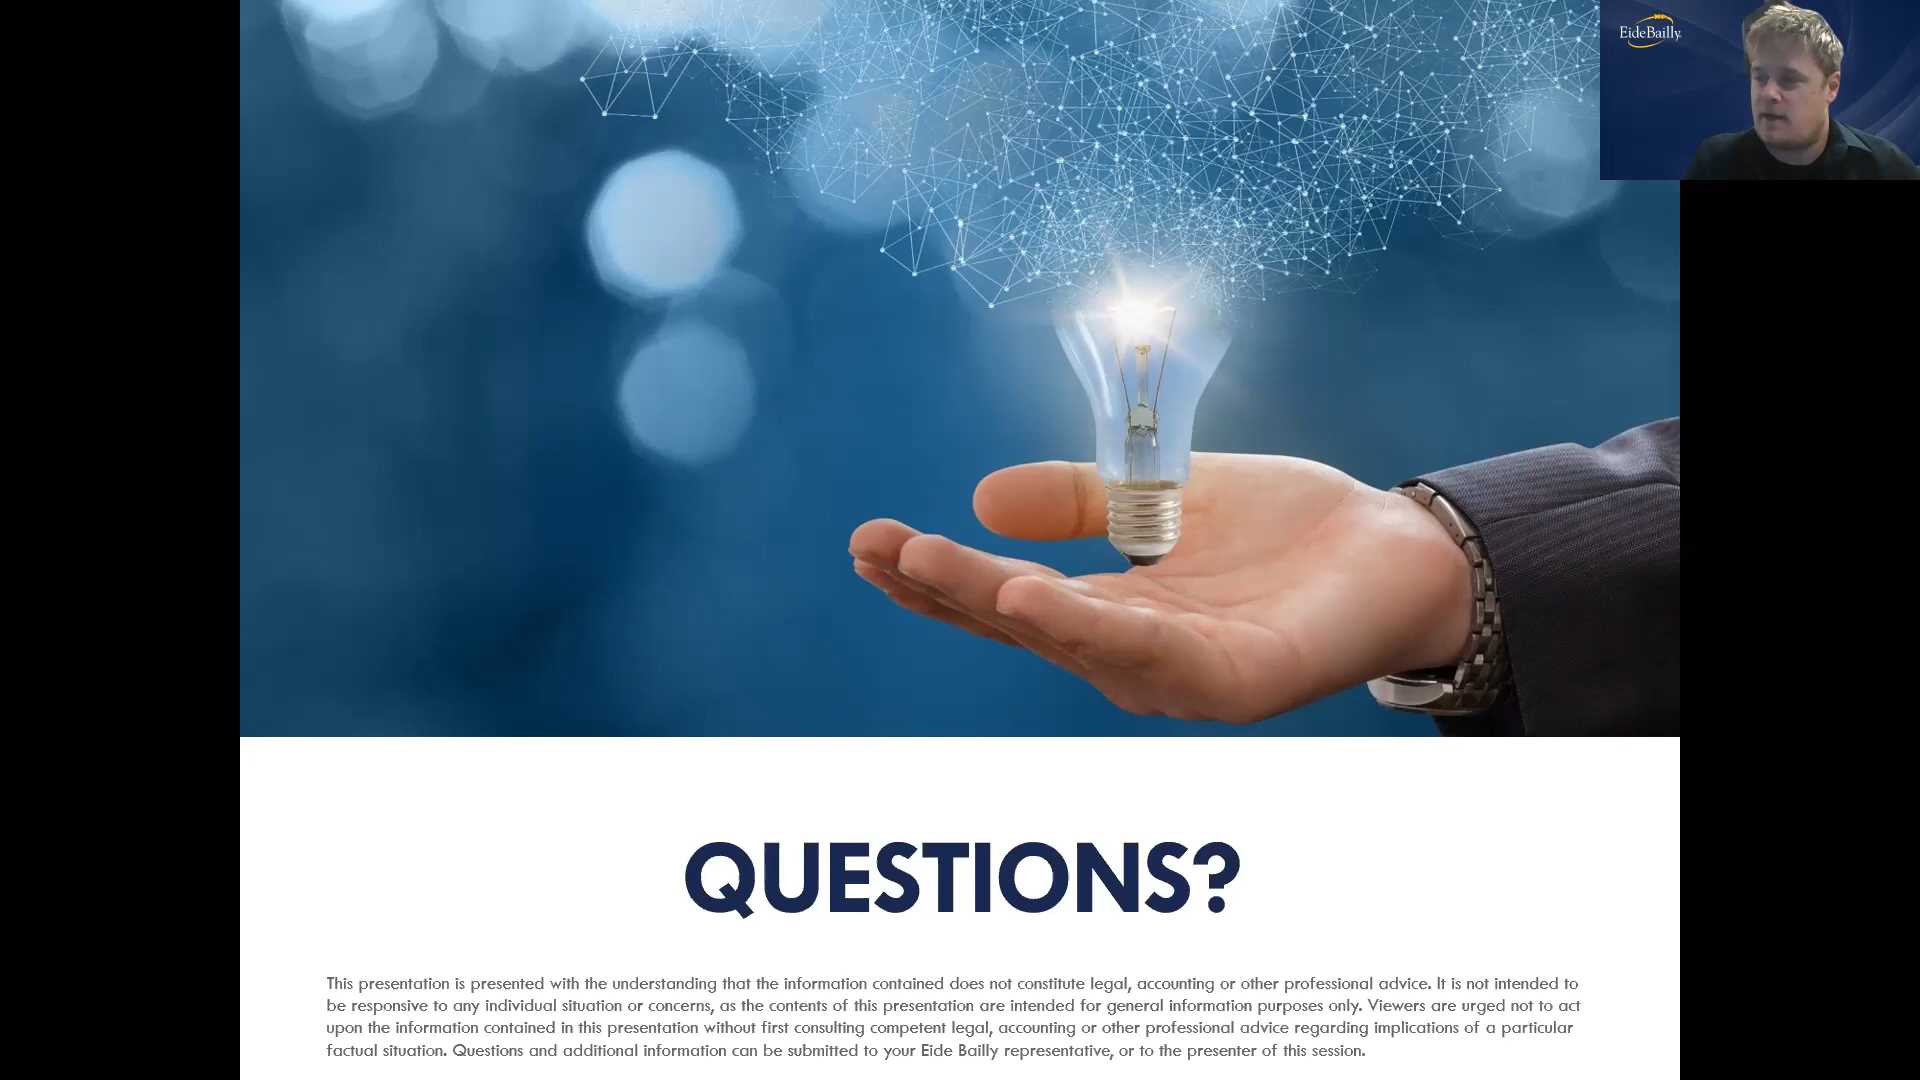 EideBailly
QUESTIONS?
This presentation is presented with the understanding that the information contained does not constitute legal, accounting or other professional advice. It is not intended to
be responsive to any individual situation or concerns, as the contents of this presentation are intended for general information purposes only. Viewers are urged not to act
upon the information contained in this presentation without first consulting competent legal, accounting or other professional advice regarding implications of a particular
factual situation. Questions and additional information can be submitted to your Eide Bailly representative, or to the presenter of this session.